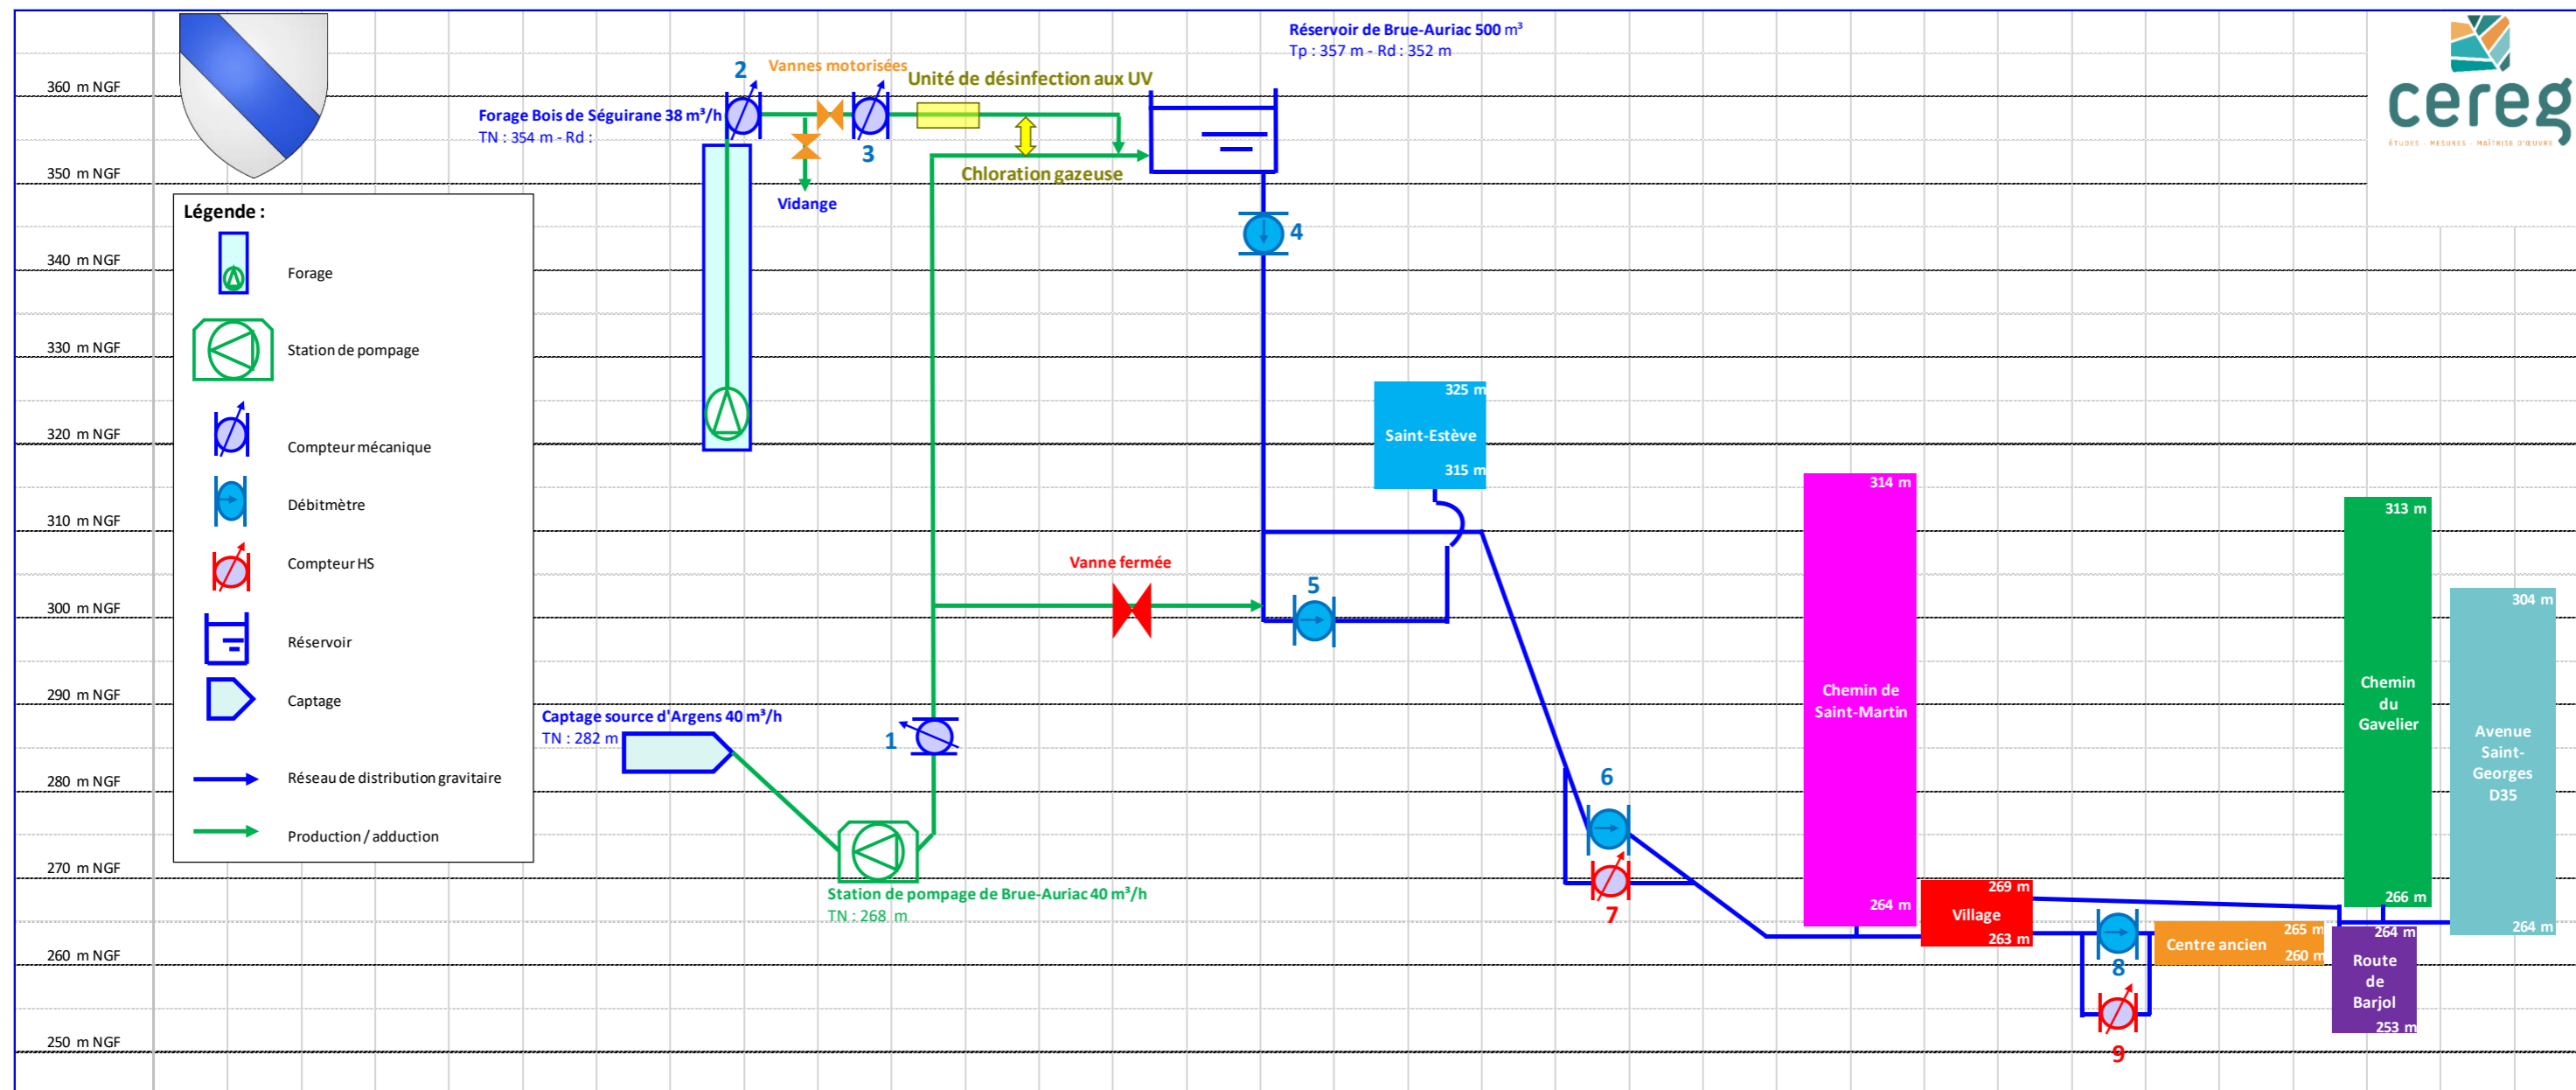 Réservoir de Brue-Auriac 500 m³
Tp : 357 m - Rd : 352 m
cereg
ÉTUDES - MESURES - MAÎTRISE D'ŒUVRE
360 m NGF
350 m NGF
340 m NGF
330 m NGF
320 m NGF
310 m NGF
300 m NGF
290 m NGF
280 m NGF
270 m NGF
260 m NGF
250 m NGF
2
Vannes motorisées
Unité de désinfection aux UV
Forage Bois de Séguirane 38 m³/h
TN : 354 m - Rd :
3
Chloration gazeuse
Vidange
4
Légende :
Forage
Station de pompage
Compteur mécanique
Débitmètre
Compteur HS
Réservoir
Captage
Réseau de distribution gravitaire
Production / adduction
325 m
Saint-Estève
315 m
Vanne fermée
5
Captage source d'Argens 40 m³/h
TN : 282 m
1
Station de pompage de Brue-Auriac 40 m³/h
TN : 268 m
6
7
314 m
Chemin de
Saint-Martin
264 m
269 m
Village
263 m
8
9
265 m
Centre ancien
260 m
313 m
Chemin
du
Gavelier
266 m
264 m
Route
de
Barjol
253 m
304 m
Avenue
Saint-
Georges
D35
264 m